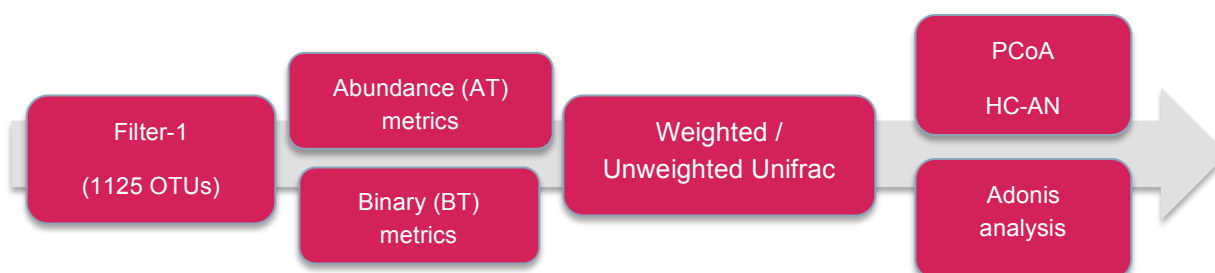 Filter-1
(1125 OTUs)
Abundance (AT)
metrics
Binary (BT)
metrics
Weighted /
Unweighted Unifrac
PCoA
HC-AN
Adonis
analysis